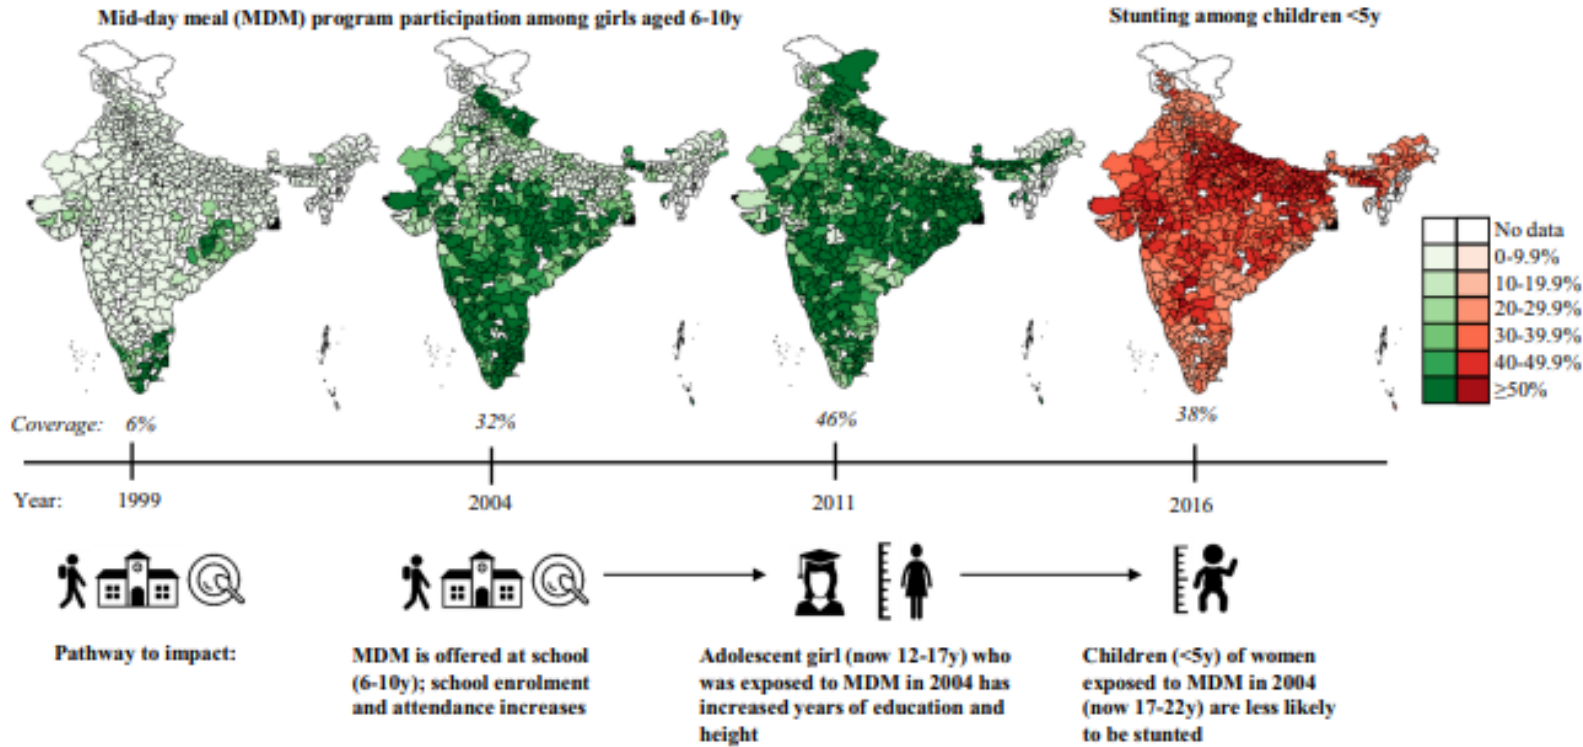 Mid-day meal (MDM) program participation among girls aged 6-10y
Stunting among children <5y
No data
0-9.9%
10-19.9%
20-29.9%
30-39.9%
40-49.9%
≥50%
Coverage: 6% 32% 46% 38%
Year: 1999 2004 2011 2016
Pathway to impact:
MDM is offered at school
(6-10y); school enrolment
and attendance increases
Adolescent girl (now 12-17y) who
was exposed to MDM in 2004 has
increased years of education and
height
Children (<5y) of women
exposed to MDM in 2004
(now 17-22y) are less likely
to be stunted